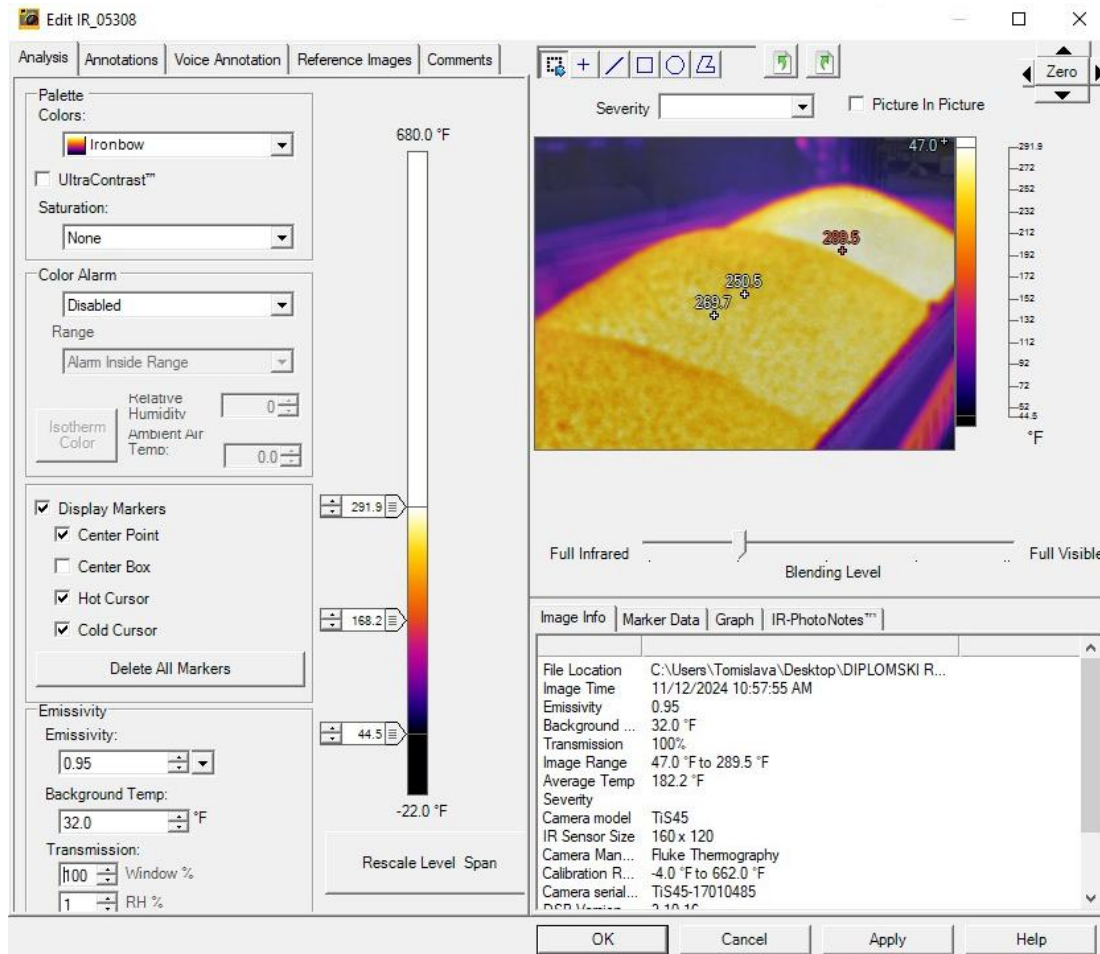 Edit IR_05308
Analysis Annotations Voice Annotation Reference Images Comments
Palette
Colors:
Ironbow
UltraContrast™
Saturation:
None
Color Alarm
Disabled
Range
Alarm Inside Range
Isotherm Color
Relative Humidity 0
Ambient Air Temp: 0.0
Display Markers
Center Point
Center Box
Hot Cursor
Cold Cursor
Delete All Markers
Emissivity
Emissivity:
0.95
Background Temp:
32.0 °F
Transmission:
100 Window %
1 RH %
680.0 °F
291.9
168.2
44.5
-22.0 °F
Rescale Level Span
Zero
Severity
Picture In Picture
47.0
289.5
250.5
269.7
291.9
272
252
232
212
192
172
152
132
112
92
72
52
44.5
°F
Full Infrared
Full Visible
Blending Level
Image Info Marker Data Graph IR-PhotoNotes™
File Location C:\Users\Tomislava\Desktop\DIPLOMSKI R...
Image Time 11/12/2024 10:57:55 AM
Emissivity 0.95
Background ... 32.0 °F
Transmission 100%
Image Range 47.0 °F to 289.5 °F
Average Temp 182.2 °F
Severity
Camera model TiS45
IR Sensor Size 160 x 120
Camera Man... Fluke Thermography
Calibration R... -4.0 °F to 662.0 °F
Camera serial... TiS45-17010485
OK Cancel Apply Help